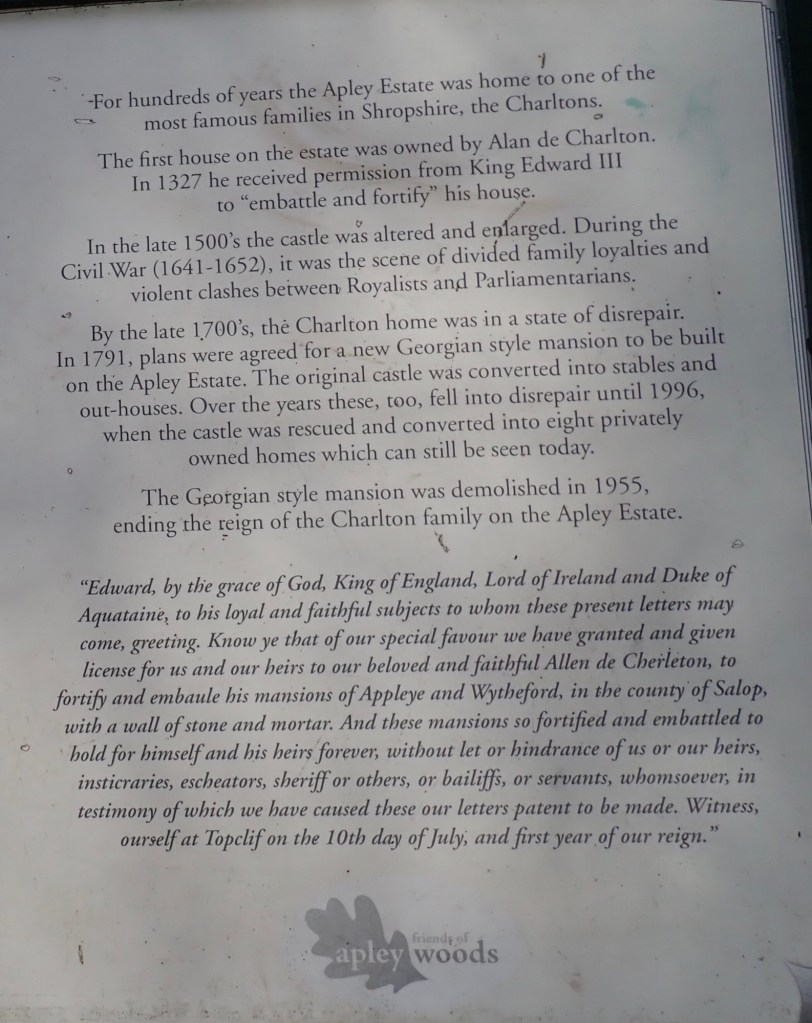 For hundreds of years the Apley Estate was home to one of the
most famous families in Shropshire, the Charltons.
The first house on the estate was owned by Alan de Charlton.
In 1327 he received permission from King Edward III
to “embattle and fortify” his house.
In the late 1500’s the castle was altered and enlarged. During the
Civil War (1641-1652), it was the scene of divided family loyalties and
violent clashes between Royalists and Parliamentarians.
By the late 1700’s, the Charlton home was in a state of disrepair.
In 1791, plans were agreed for a new Georgian style mansion to be built
on the Apley Estate. The original castle was converted into stables and
out-houses. Over the years these, too, fell into disrepair until 1996,
when the castle was rescued and converted into eight privately
owned homes which can still be seen today.
The Georgian style mansion was demolished in 1955,
ending the reign of the Charlton family on the Apley Estate.
“Edward, by the grace of God, King of England, Lord of Ireland and Duke of
Aquataine, to his loyal and faithful subjects to whom these present letters may
come, greeting. Know ye that of our special favour we have granted and given
license for us and our heirs to our beloved and faithful Allen de Cherleton, to
fortify and embaule his mansions of Appleye and Wytheford, in the county of Salop,
with a wall of stone and mortar. And these mansions so fortified and embattled to
hold for himself and his heirs forever, without let or hindrance of us or our heirs,
insticraries, escheators, sheriff or others, or bailiffs, or servants, whomsoever, in
testimony of which we have caused these our letters patent to be made. Witness,
ourself at Topclif on the 10th day of July, and first year of our reign.”
friends of
apley woods